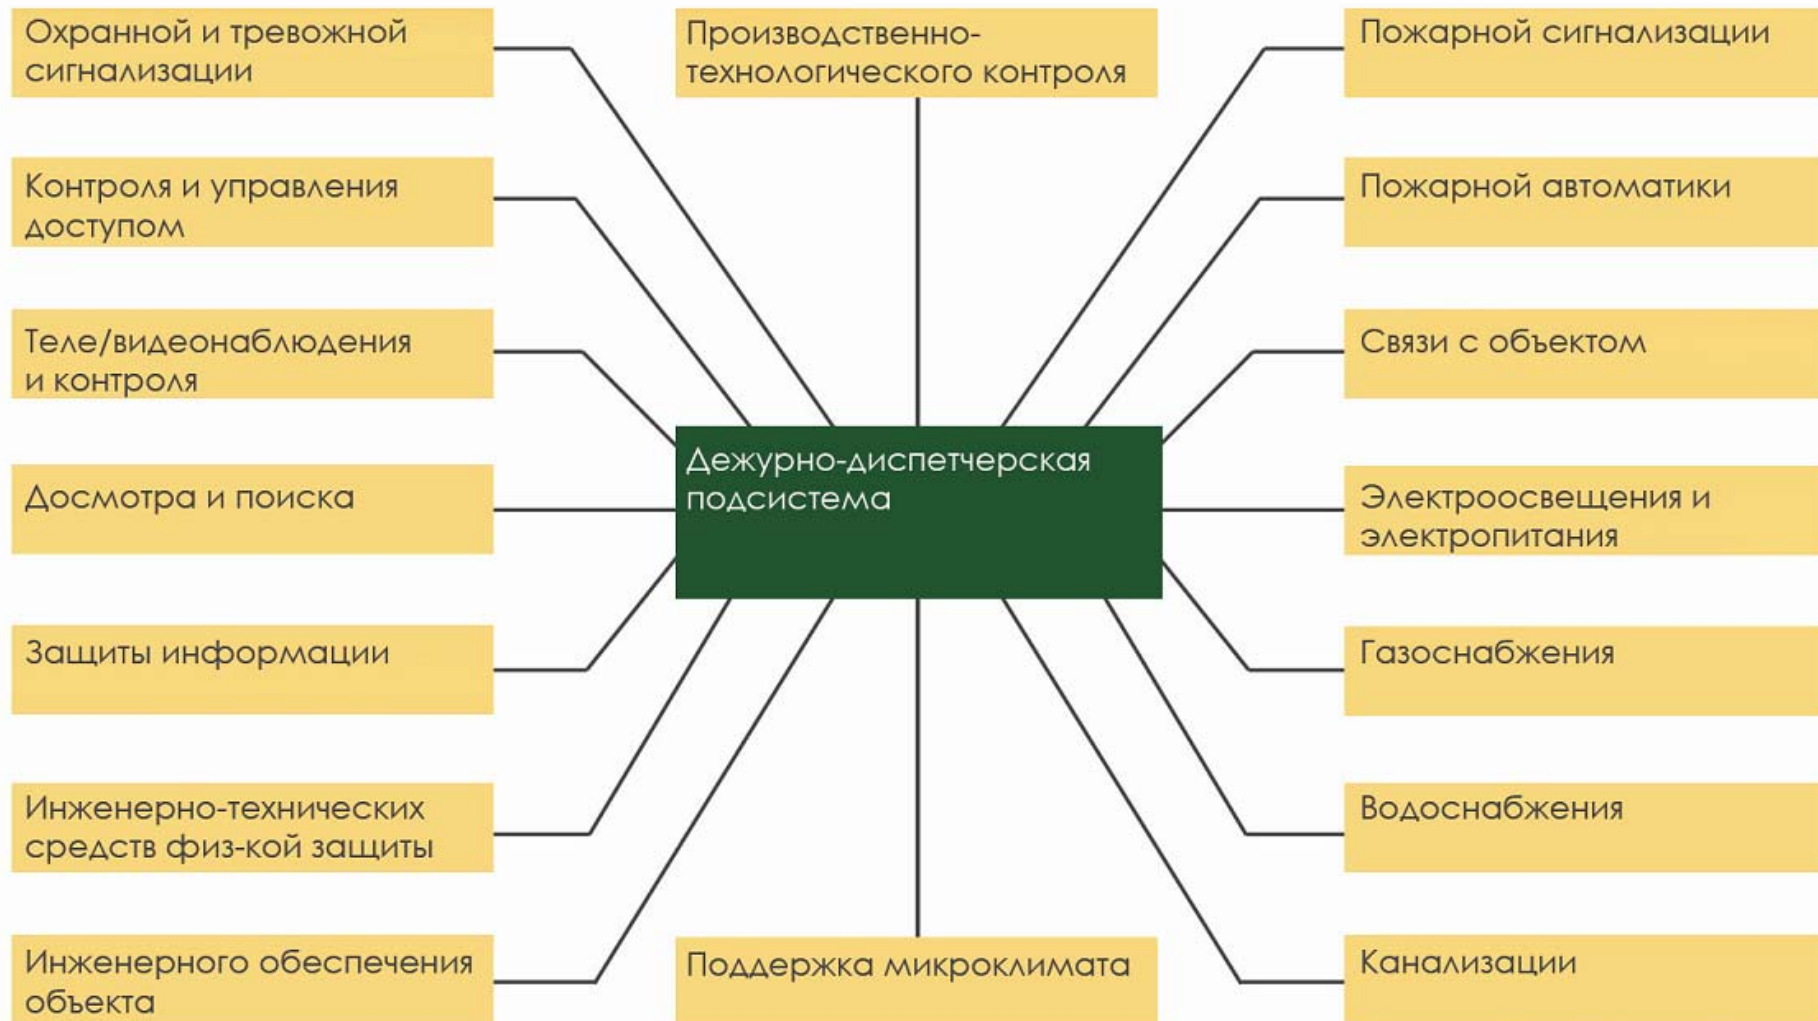 Охранной и тревожной
сигнализации
Производственно-
технологического контроля
Пожарной сигнализации
Контроля и управления
доступом
Пожарной автоматики
Теле/видеонаблюдения
и контроля
Связи с объектом
Дежурно-диспетчерская
подсистема
Досмотра и поиска
Электроосвещения и
электропитания
Защиты информации
Газоснабжения
Инженерно-технических
средств физ-кой защиты
Водоснабжения
Инженерного обеспечения
объекта
Поддержка микроклимата
Канализации